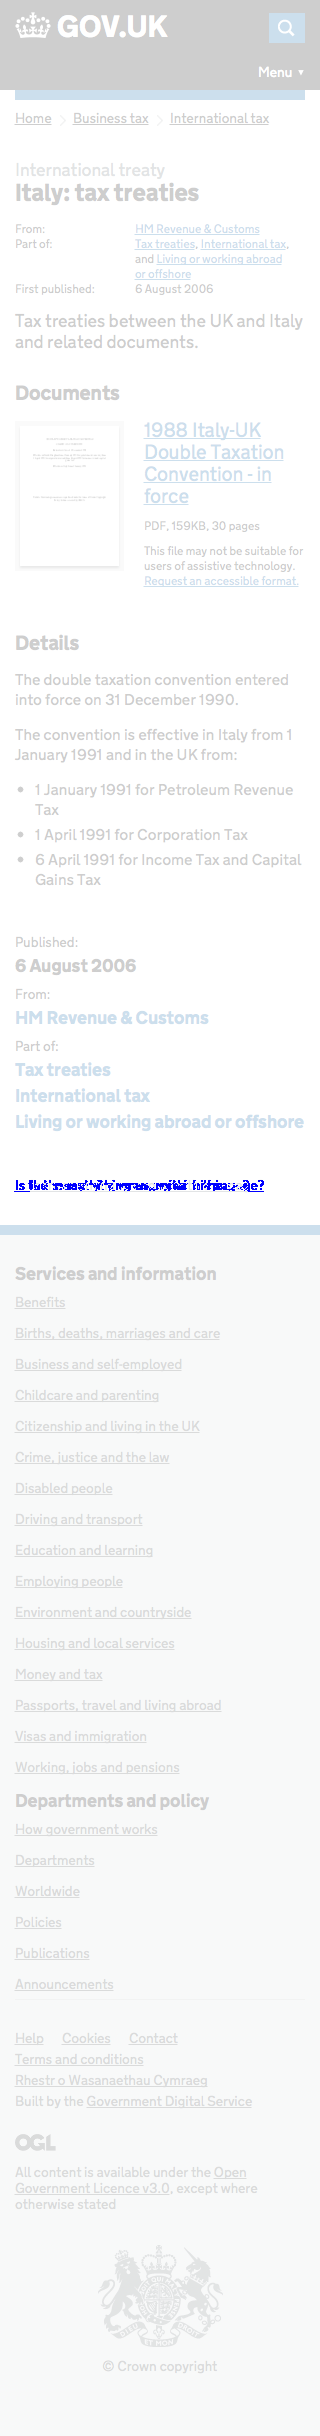 GOV.UK
Menu ▼
Home Business tax International tax
International treaty
Italy: tax treaties
From: HM Revenue & Customs
Part of: Tax treaties, International tax,
and Living or working abroad
or offshore
First published: 6 August 2006
Tax treaties between the UK and Italy
and related documents.
Documents
1988 Italy-UK
Double Taxation
Convention - in
force
PDF, 159KB, 30 pages
This file may not be suitable for
users of assistive technology.
Request an accessible format.
Details
The double taxation convention entered
into force on 31 December 1990.
The convention is effective in Italy from 1
January 1991 and in the UK from:
• 1 January 1991 for Petroleum Revenue
Tax
• 1 April 1991 for Corporation Tax
• 6 April 1991 for Income Tax and Capital
Gains Tax
Published:
6 August 2006
From:
HM Revenue & Customs
Part of:
Tax treaties
International tax
Living or working abroad or offshore
Services and information
Benefits
Births, deaths, marriages and care
Business and self-employed
Childcare and parenting
Citizenship and living in the UK
Crime, justice and the law
Disabled people
Driving and transport
Education and learning
Employing people
Environment and countryside
Housing and local services
Money and tax
Passports, travel and living abroad
Visas and immigration
Working, jobs and pensions
Departments and policy
How government works
Departments
Worldwide
Policies
Publications
Announcements
Help Cookies Contact
Terms and conditions
Rhestr o Wasanaethau Cymraeg
Built by the Government Digital Service
OGL
All content is available under the Open
Government Licence v3.0, except where
otherwise stated
© Crown copyright